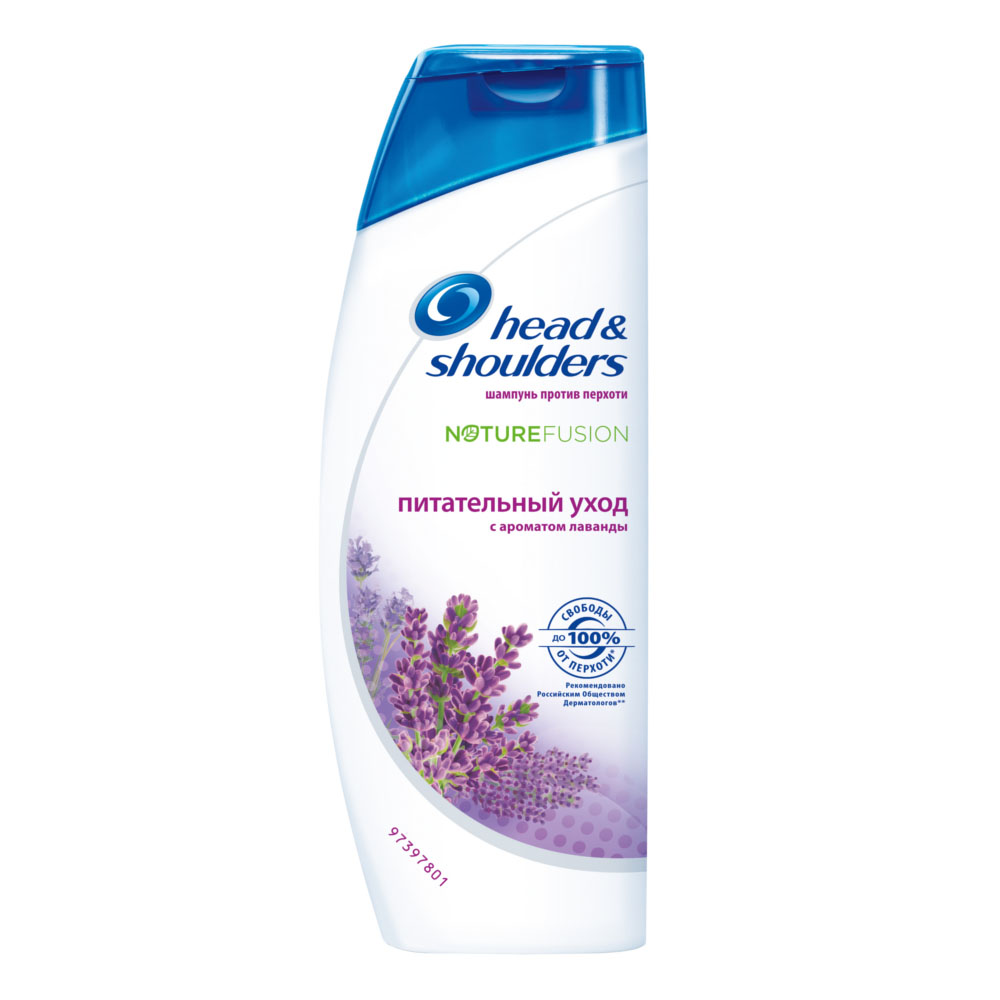 head &
shoulders
шампунь против перхоти
NATUREFUSION
питательный уход
с ароматом лаванды
СВОБОДЫ
ДО 100%
ОТ ПЕРХОТИ*
Рекомендовано
Российским Обществом
Дерматологов**
97397801